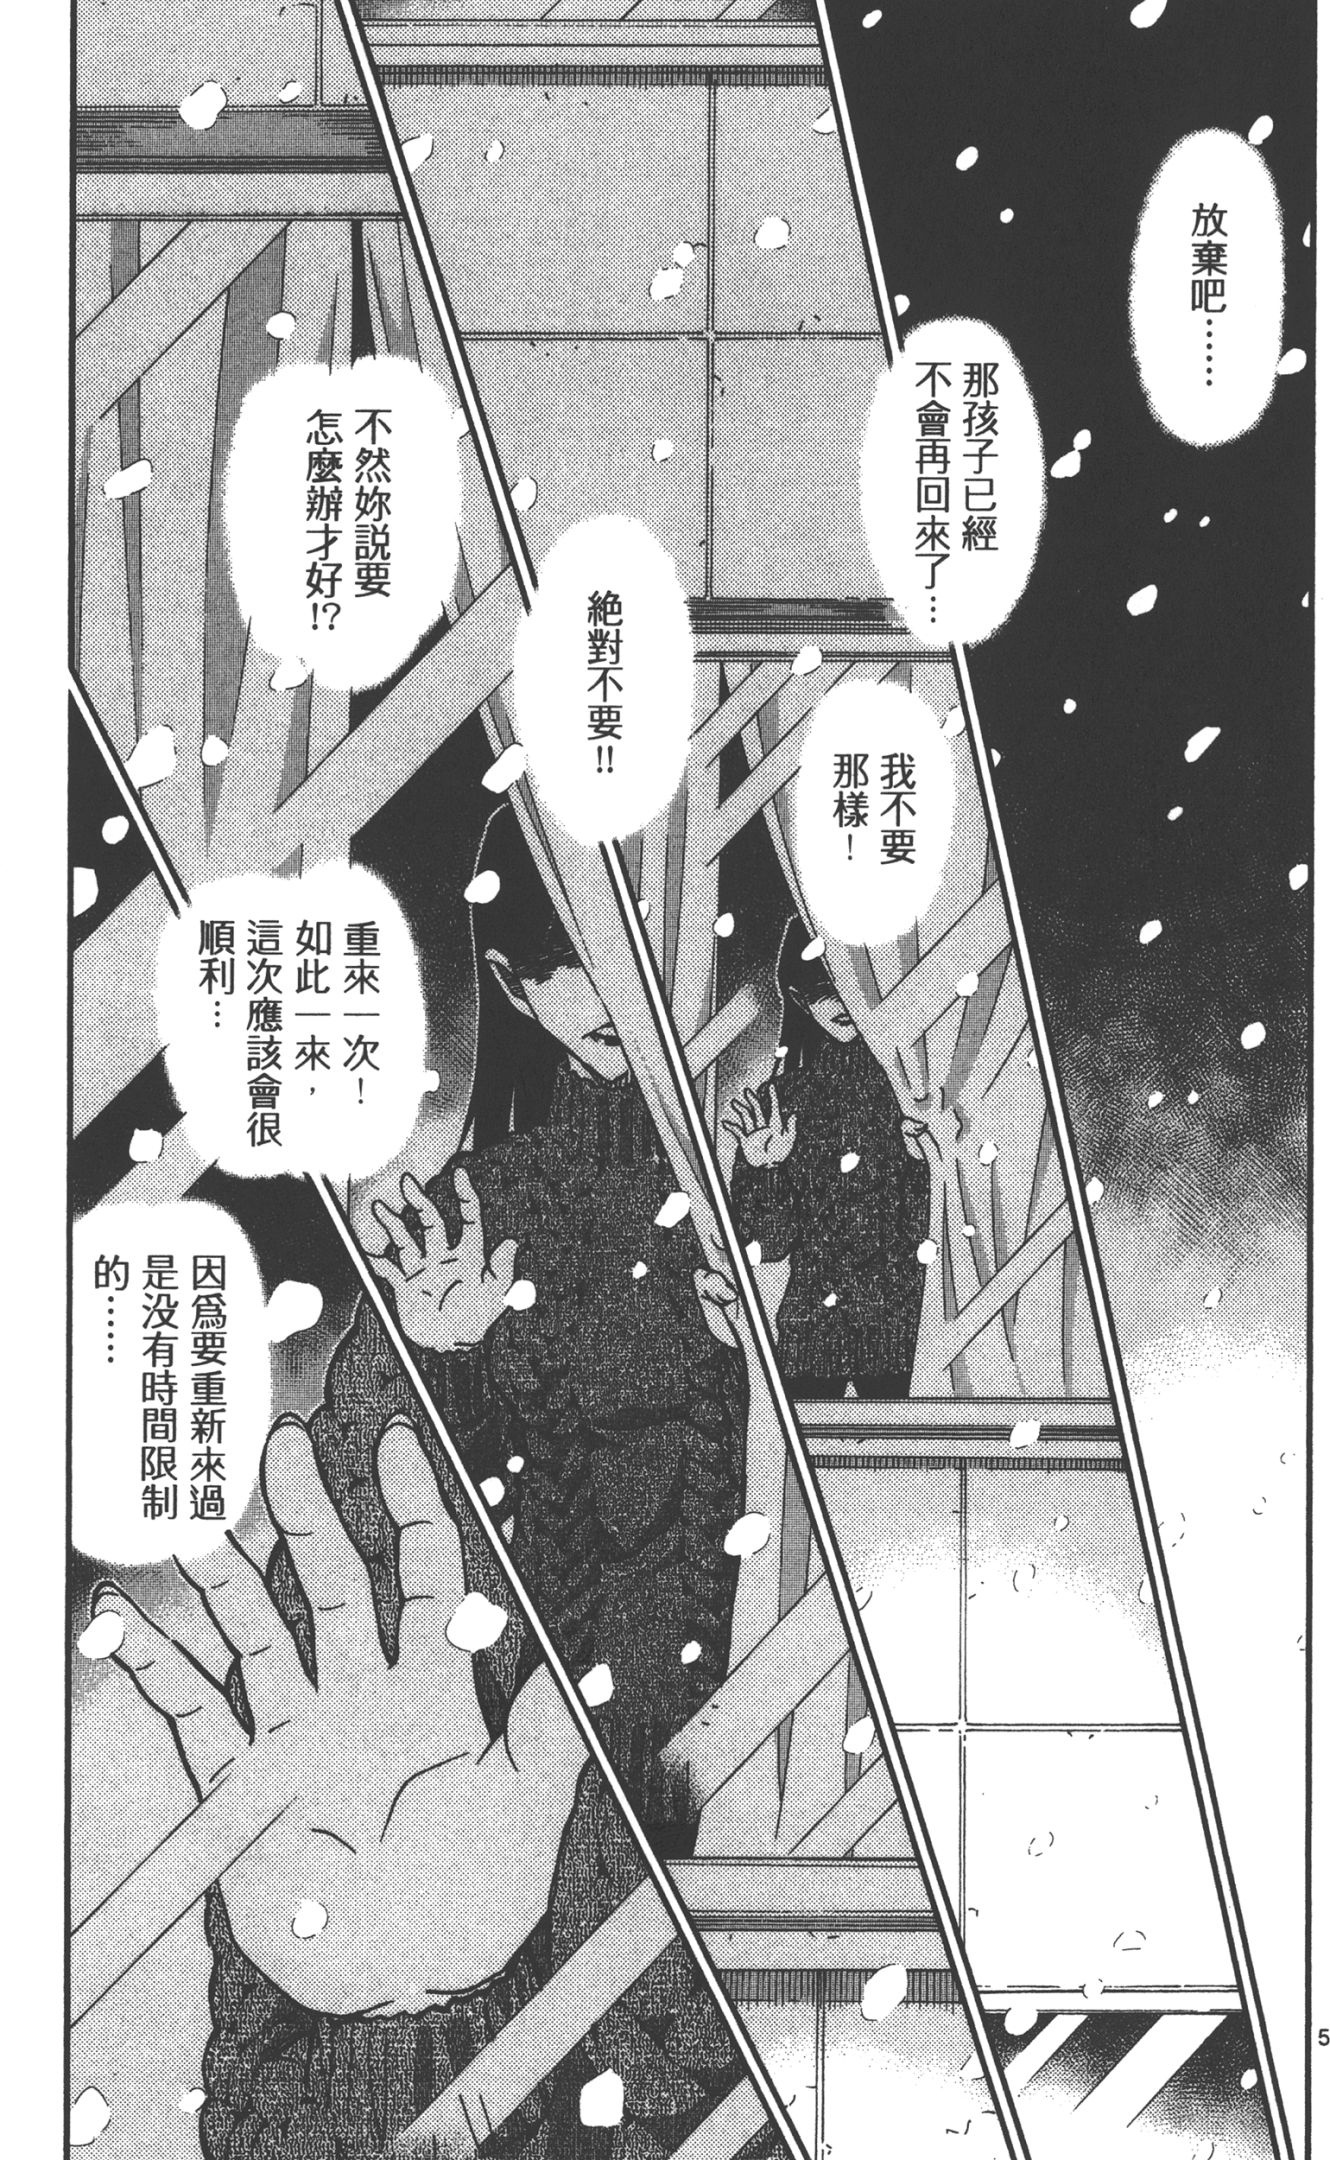 放棄吧……
那孩子已經
不會再回來了…
我不要
那樣！
絕對不要!!
不然妳說要
怎麼辦才好!?
重來一次！
如此一來，
這次應該會很
順利…
因爲要重新來過
是没有時間限制
的……
5